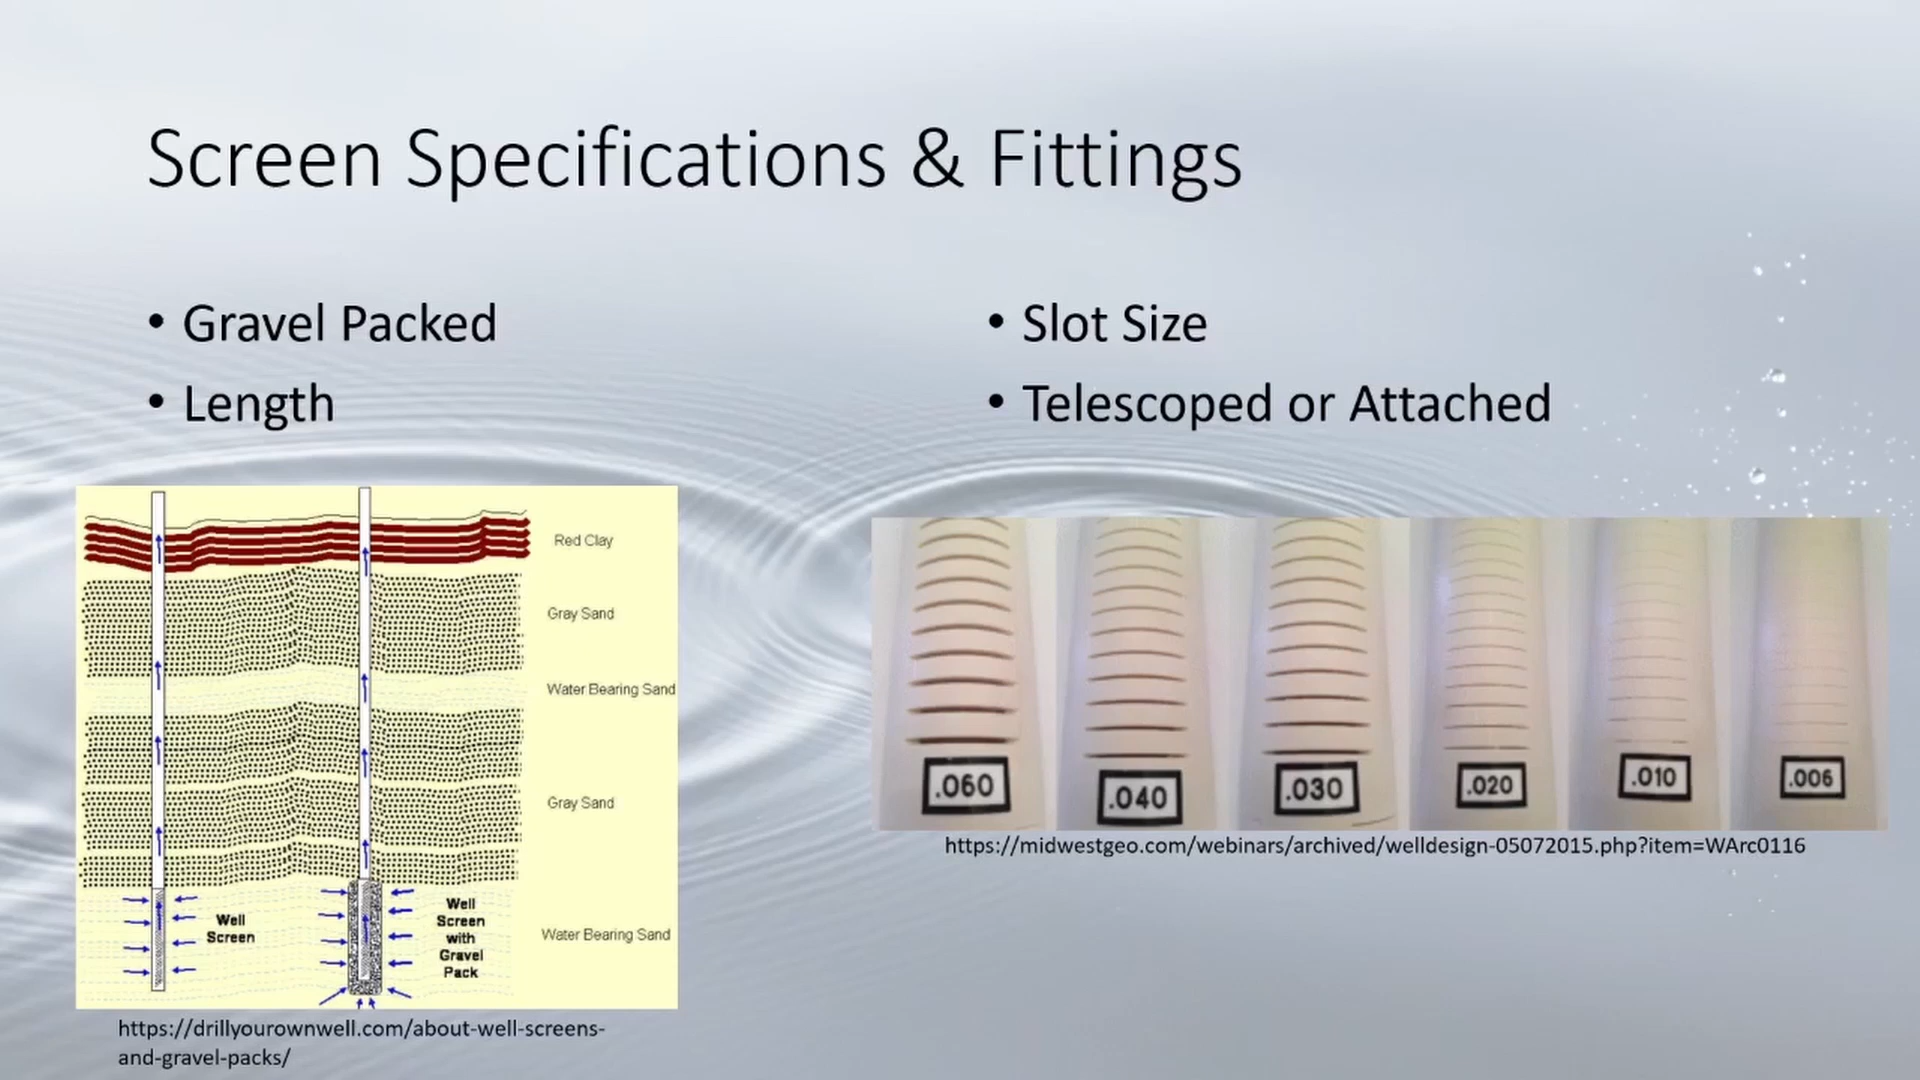 Screen Specifications & Fittings
• Gravel Packed
• Length
• Slot Size
• Telescoped or Attached
Red Clay
Gray Sand
Water Bearing Sand
Gray Sand
Well
Screen
Well
Screen
with
Gravel
Pack
Water Bearing Sand
https://drillyourownwell.com/about-well-screens-
and-gravel-packs/
.060
.040
.030
.020
.010
.006
https://midwestgeo.com/webinars/archived/welldesign-05072015.php?item=WArc0116